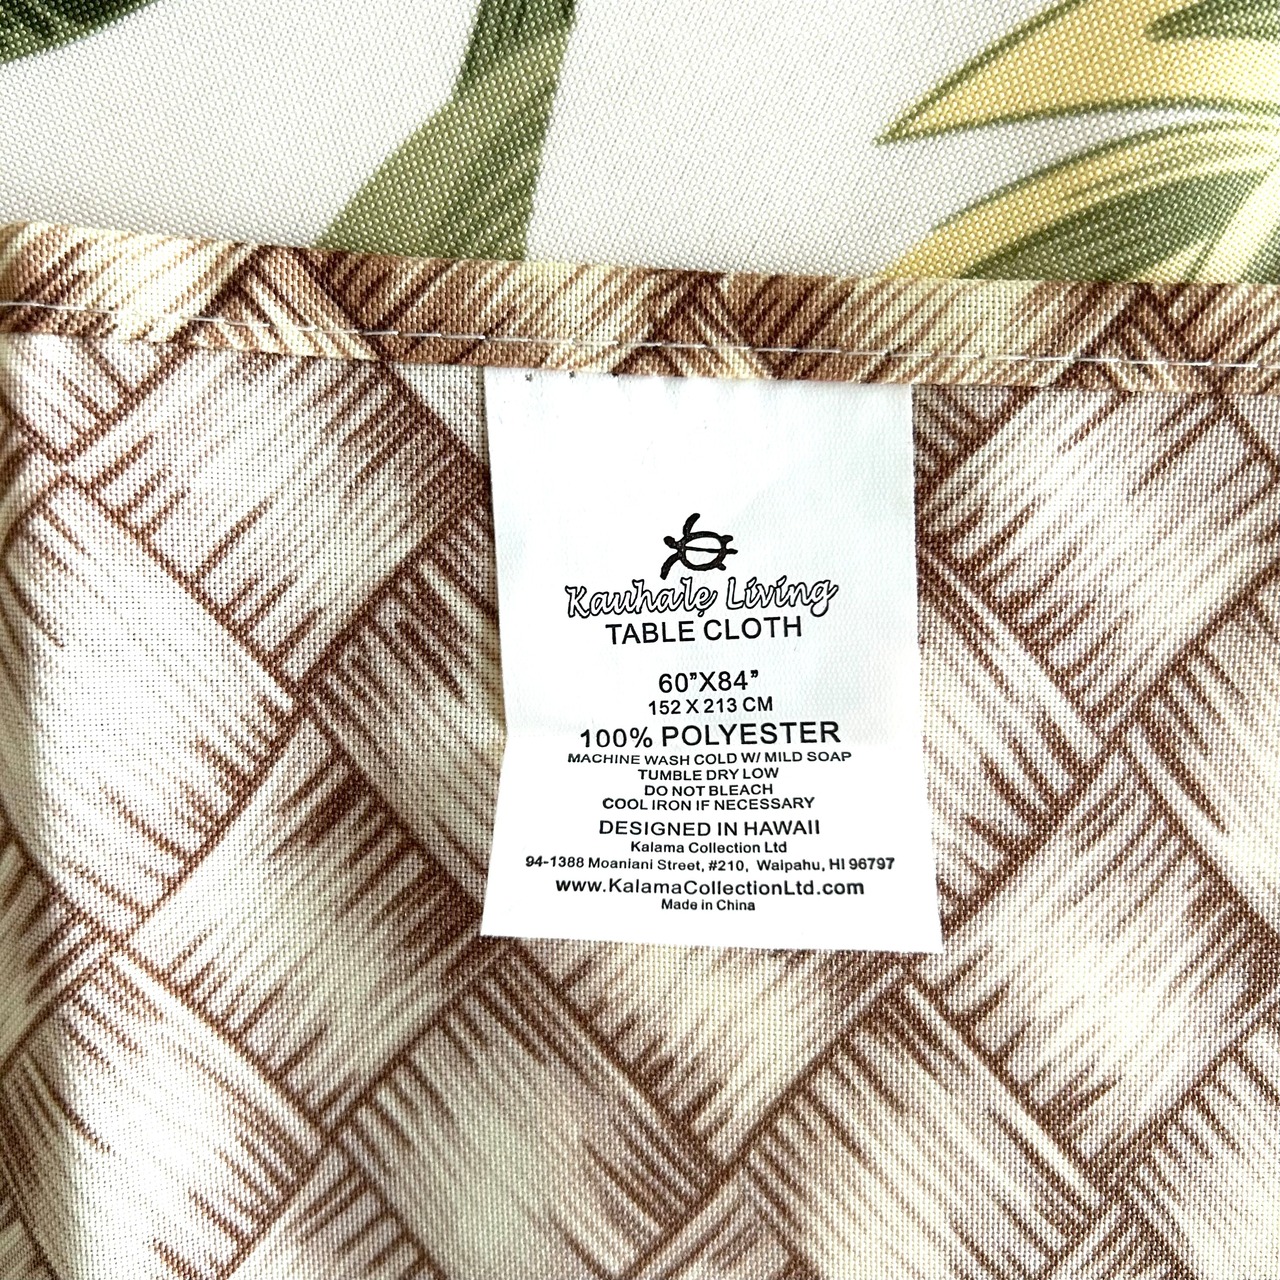 Kauhale Living
TABLE CLOTH
60”X84”
152 X 213 CM
100% POLYESTER
MACHINE WASH COLD W/ MILD SOAP
TUMBLE DRY LOW
DO NOT BLEACH
COOL IRON IF NECESSARY
DESIGNED IN HAWAII
Kalama Collection Ltd
94-1388 Moaniani Street, #210, Waipahu, HI 96797
www.KalamaCollectionLtd.com
Made in China